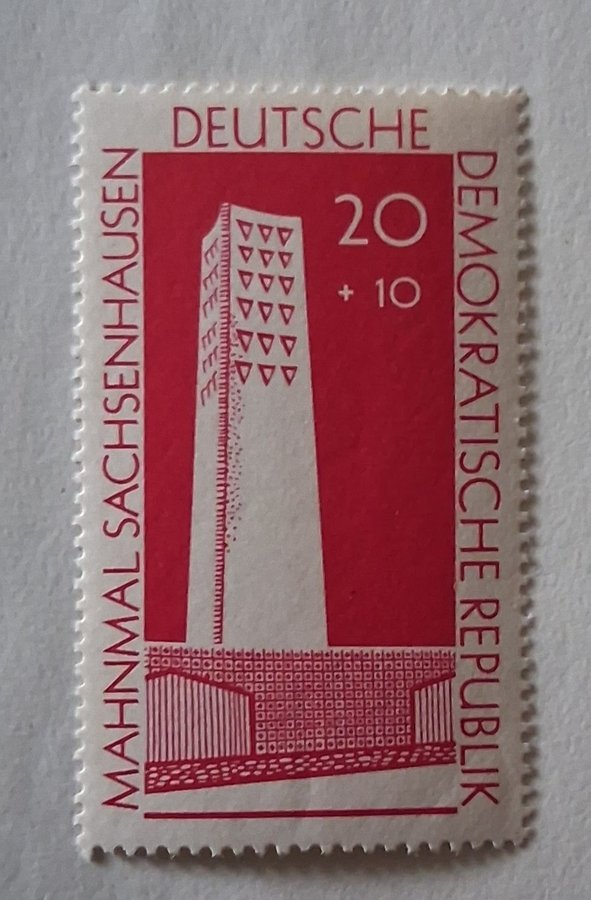 DEUTSCHE
DEMOKRATISCHE REPUBLIK
MAHNMAL SACHSENHAUSEN
20
+ 10